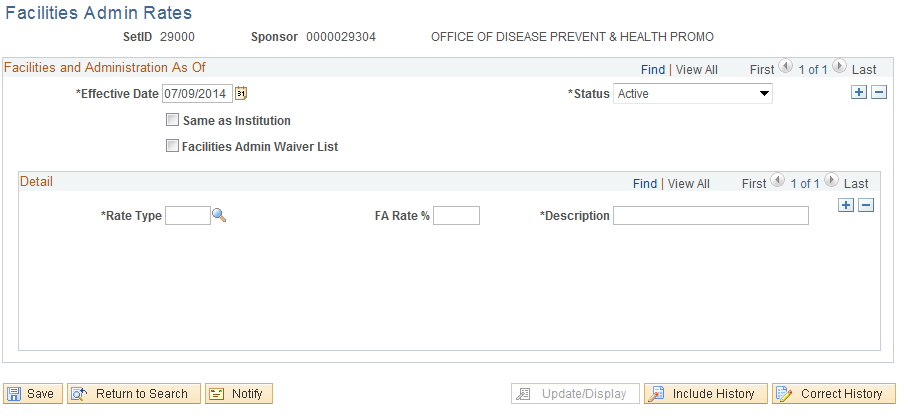 Facilities Admin Rates
SetID 29000 Sponsor 0000029304 OFFICE OF DISEASE PREVENT & HEALTH PROMO
Facilities and Administration As Of Find | View All First 1 of 1 Last
*Effective Date 07/09/2014 31 *Status Active
Same as Institution
Facilities Admin Waiver List
Detail Find | View All First 1 of 1 Last
*Rate Type FA Rate % *Description
Save Return to Search Notify Update/Display Include History Correct History